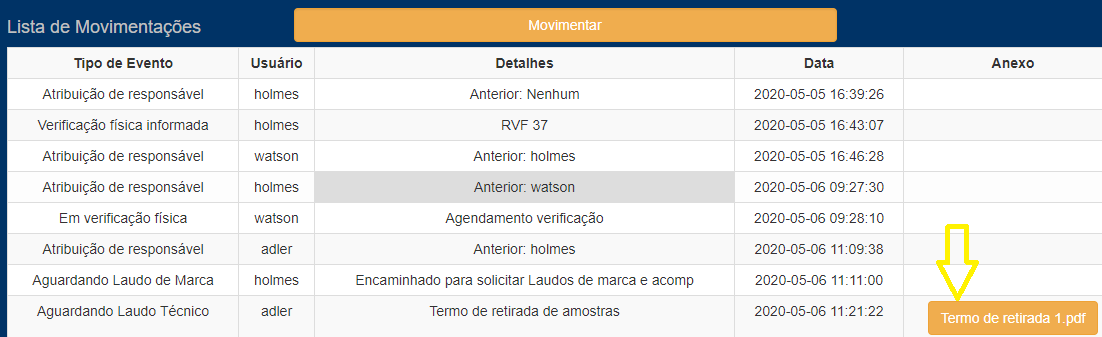 Lista de Movimentações
Movimentar
Tipo de Evento Usuário Detalhes Data Anexo
Atribuição de responsável holmes Anterior: Nenhum 2020-05-05 16:39:26
Verificação física informada holmes RVF 37 2020-05-05 16:43:07
Atribuição de responsável watson Anterior: holmes 2020-05-05 16:46:28
Atribuição de responsável holmes Anterior: watson 2020-05-06 09:27:30
Em verificação física watson Agendamento verificação 2020-05-06 09:28:10
Atribuição de responsável adler Anterior: holmes 2020-05-06 11:09:38
Aguardando Laudo de Marca holmes Encaminhado para solicitar Laudos de marca e acomp 2020-05-06 11:11:00
Aguardando Laudo Técnico adler Termo de retirada de amostras 2020-05-06 11:21:22 Termo de retirada 1.pdf